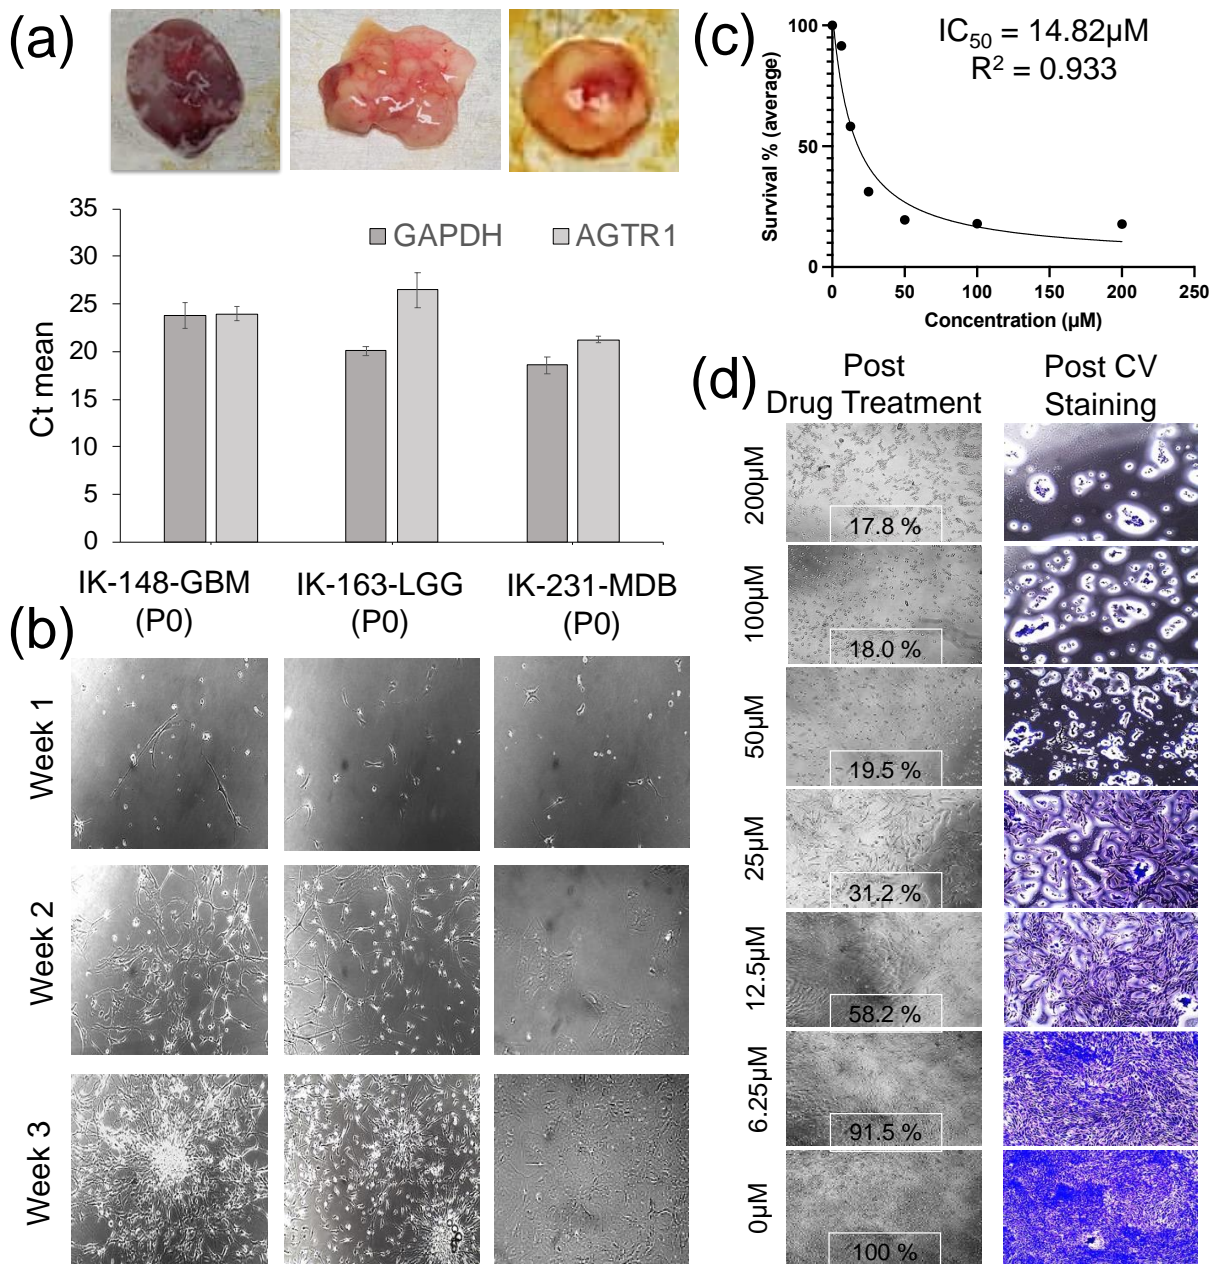 (a)
35
30
25
20
15
10
5
0
Ct mean
GAPDH AGTR1
IK-148-GBM
(P0)
IK-163-LGG
(P0)
IK-231-MDB
(P0)
(b)
Week 1
Week 2
Week 3
(c)
IC50 = 14.82µM
R2 = 0.933
Survival % (average)
100
50
0
0 50 100 150 200 250
Concentration (µM)
(d)
Post
Drug Treatment
Post CV
Staining
200µM
17.8 %
100µM
18.0 %
50µM
19.5 %
25µM
31.2 %
12.5µM
58.2 %
6.25µM
91.5 %
0µM
100 %